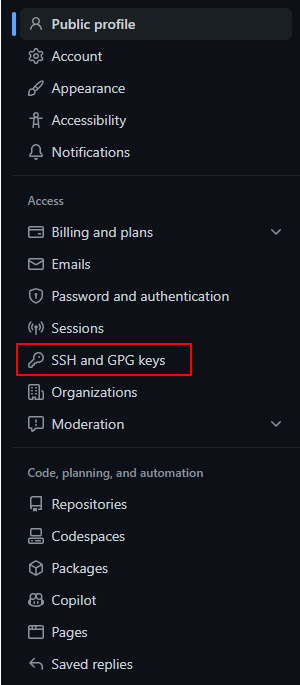 Public profile
Account
Appearance
Accessibility
Notifications
Access
Billing and plans
Emails
Password and authentication
Sessions
SSH and GPG keys
Organizations
Moderation
Code, planning, and automation
Repositories
Codespaces
Packages
Copilot
Pages
Saved replies